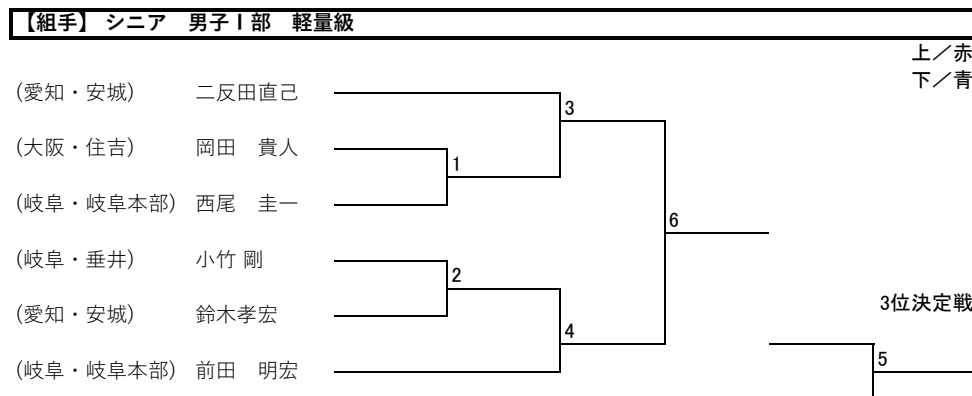 【組手】 シニア　男子Ⅰ部　軽量級
上／赤
下／青
(愛知・安城)　二反田直己
3
(大阪・住吉)　岡田　貴人
1
(岐阜・岐阜本部)　西尾　圭一
6
(岐阜・垂井)　小竹 剛
2
(愛知・安城)　鈴木孝宏
3位決定戦
4
5
(岐阜・岐阜本部)　前田　明宏